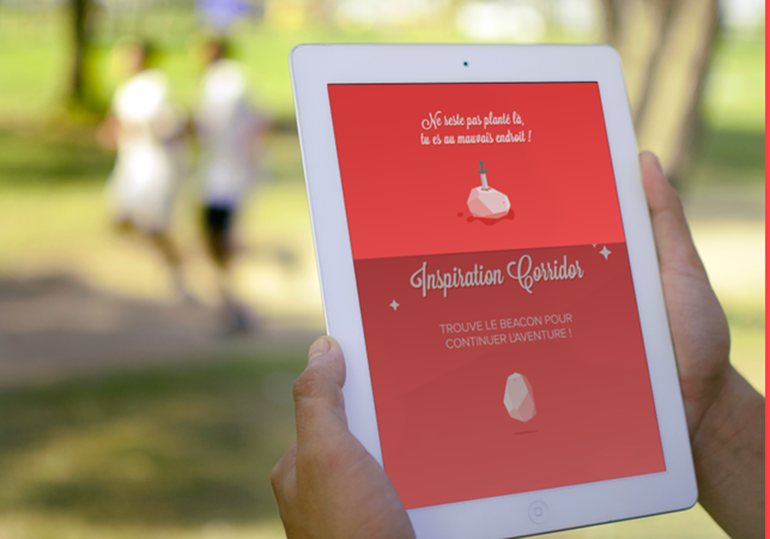 Ne reste pas planté là,
tu es au mauvais endroit !
Inspiration Corridor
TROUVE LE BEACON POUR
CONTINUER L'AVENTURE !